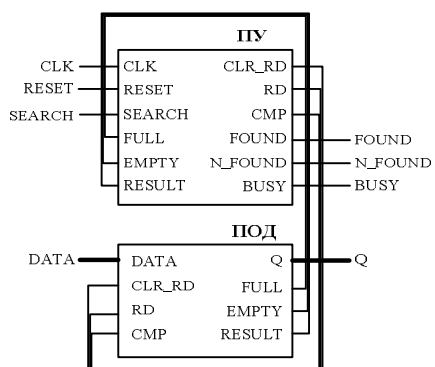 ПУ
CLK CLK CLR_RD
RESET RESET RD
SEARCH SEARCH CMP
FULL FOUND FOUND
EMPTY N_FOUND N_FOUND
RESULT BUSY BUSY
ПОД
DATA DATA Q Q
CLR_RD FULL
RD EMPTY
CMP RESULT